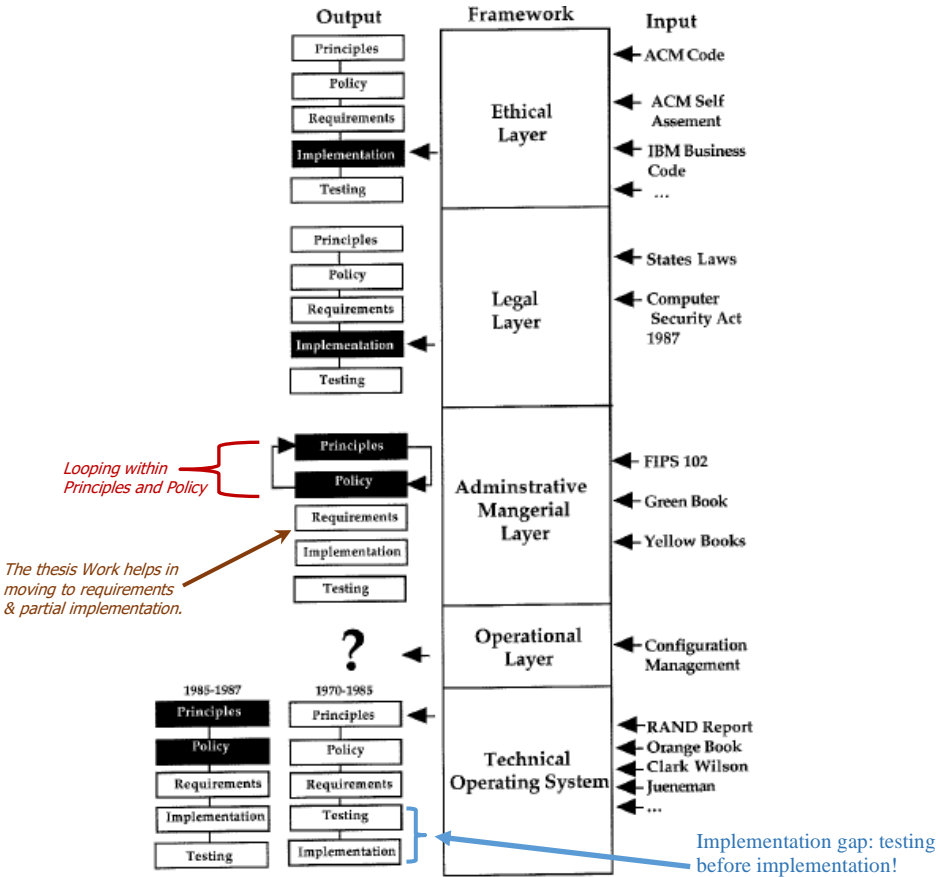 Output
Framework
Input
Principles
Policy
Requirements
Implementation
Testing
Ethical
Layer
ACM Code
ACM Self
Assement
IBM Business
Code
...
Principles
Policy
Requirements
Implementation
Testing
Legal
Layer
States Laws
Computer
Security Act
1987
Looping within
Principles and Policy
Principles
Policy
Requirements
Implementation
Testing
The thesis Work helps in
moving to requirements
& partial implementation.
Adminstrative
Mangerial
Layer
FIPS 102
Green Book
Yellow Books
?
Operational
Layer
Configuration
Management
1985-1987
Principles
Policy
Requirements
Implementation
Testing
1970-1985
Principles
Policy
Requirements
Testing
Implementation
Technical
Operating System
RAND Report
Orange Book
Clark Wilson
Jueneman
...
Implementation gap: testing
before implementation!